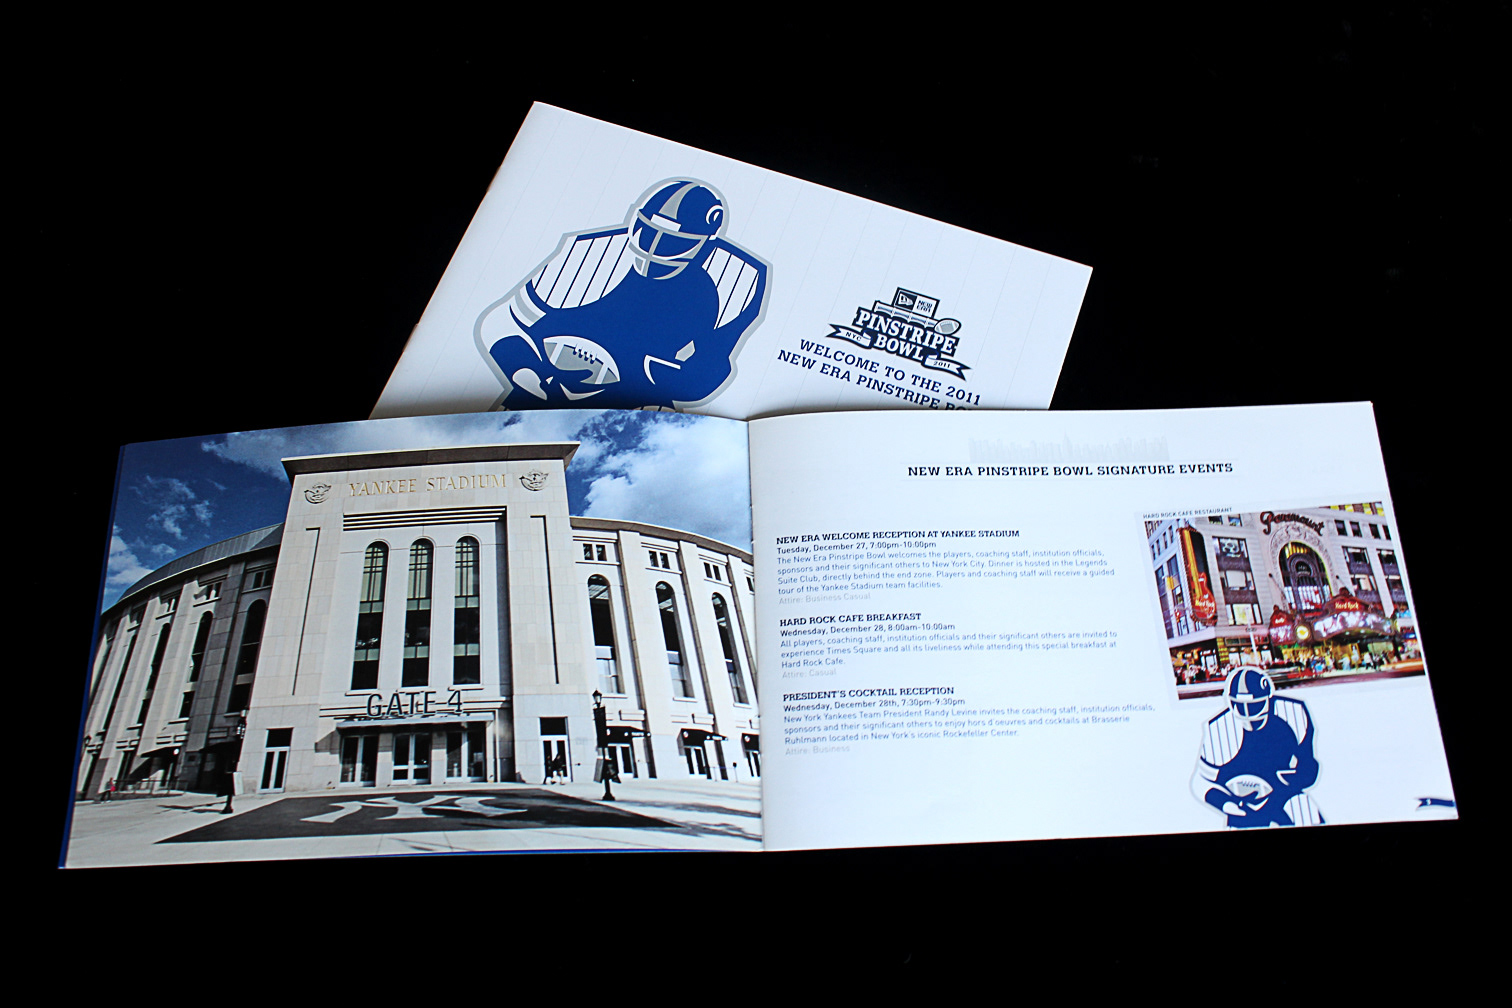 NEW ERA
PINSTRIPE
BOWL
NYC 2011
WELCOME TO THE 2011
NEW ERA PINSTRIPE
YANKEE STADIUM
GATE 4
NEW ERA PINSTRIPE BOWL SIGNATURE EVENTS
NEW ERA WELCOME RECEPTION AT YANKEE STADIUM
Tuesday, December 27, 7:00pm-10:00pm
The New Era Pinstripe Bowl welcomes the players, coaching staff, institution officials,
sponsors and their significant others to New York City. Dinner is hosted in the Legends
Suite Club, directly behind the end zone. Players and coaching staff will receive a guided
tour of the Yankee Stadium team facilities.
Attire: Business Casual
HARD ROCK CAFE BREAKFAST
Wednesday, December 28, 8:00am-10:00am
All players, coaching staff, institution officials and their significant others are invited to
experience Times Square and all its liveliness while attending this special breakfast at
Hard Rock Cafe.
Attire: Casual
PRESIDENT'S COCKTAIL RECEPTION
Wednesday, December 28th, 7:30pm-9:30pm
New York Yankees Team President Randy Levine invites the coaching staff, institution officials,
sponsors and their significant others to enjoy hors d'oeuvres and cocktails at Brasserie
Ruhlmann located in New York's iconic Rockefeller Center.
Attire: Business
HARD ROCK CAFE RESTAURANT
Paramount
Hard Rock
Hard Rock